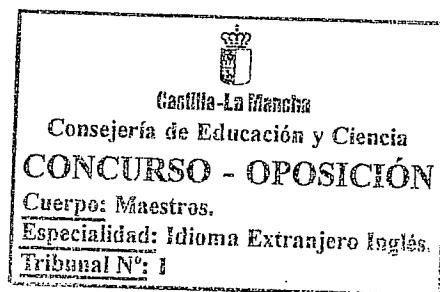 Castilla-La Mancha
Consejería de Educación y Ciencia
CONCURSO - OPOSICIÓN
Cuerpo: Maestros.
Especialidad: Idioma Extranjero Inglés.
Tribunal Nº: 1